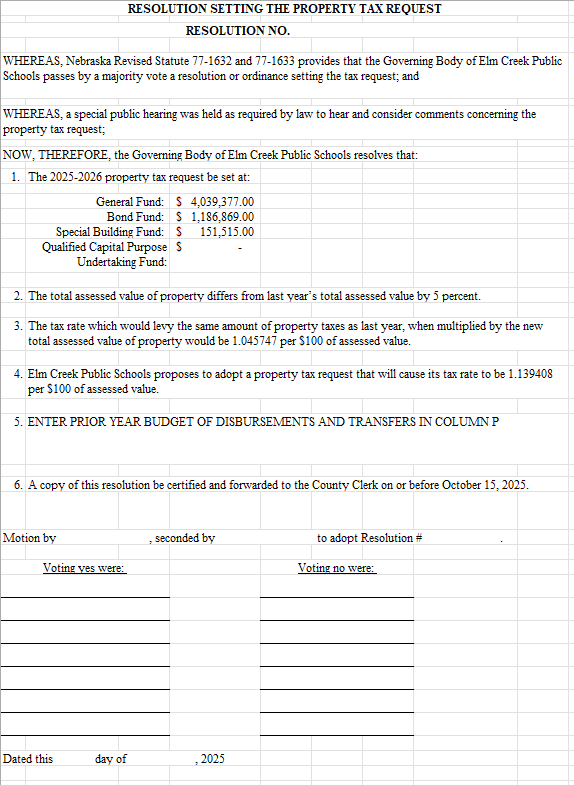 RESOLUTION SETTING THE PROPERTY TAX REQUEST
RESOLUTION NO.
WHEREAS, Nebraska Revised Statute 77-1632 and 77-1633 provides that the Governing Body of Elm Creek Public
Schools passes by a majority vote a resolution or ordinance setting the tax request; and
WHEREAS, a special public hearing was held as required by law to hear and consider comments concerning the
property tax request;
NOW, THEREFORE, the Governing Body of Elm Creek Public Schools resolves that:
1. The 2025-2026 property tax request be set at:
General Fund: $ 4,039,377.00
Bond Fund: $ 1,186,869.00
Special Building Fund: $ 151,515.00
Qualified Capital Purpose $ -
Undertaking Fund:
2. The total assessed value of property differs from last year’s total assessed value by 5 percent.
3. The tax rate which would levy the same amount of property taxes as last year, when multiplied by the new
total assessed value of property would be 1.045747 per $100 of assessed value.
4. Elm Creek Public Schools proposes to adopt a property tax request that will cause its tax rate to be 1.139408
per $100 of assessed value.
5. ENTER PRIOR YEAR BUDGET OF DISBURSEMENTS AND TRANSFERS IN COLUMN P
6. A copy of this resolution be certified and forwarded to the County Clerk on or before October 15, 2025.
Motion by , seconded by to adopt Resolution # .
Voting yes were: Voting no were:
Dated this day of , 2025